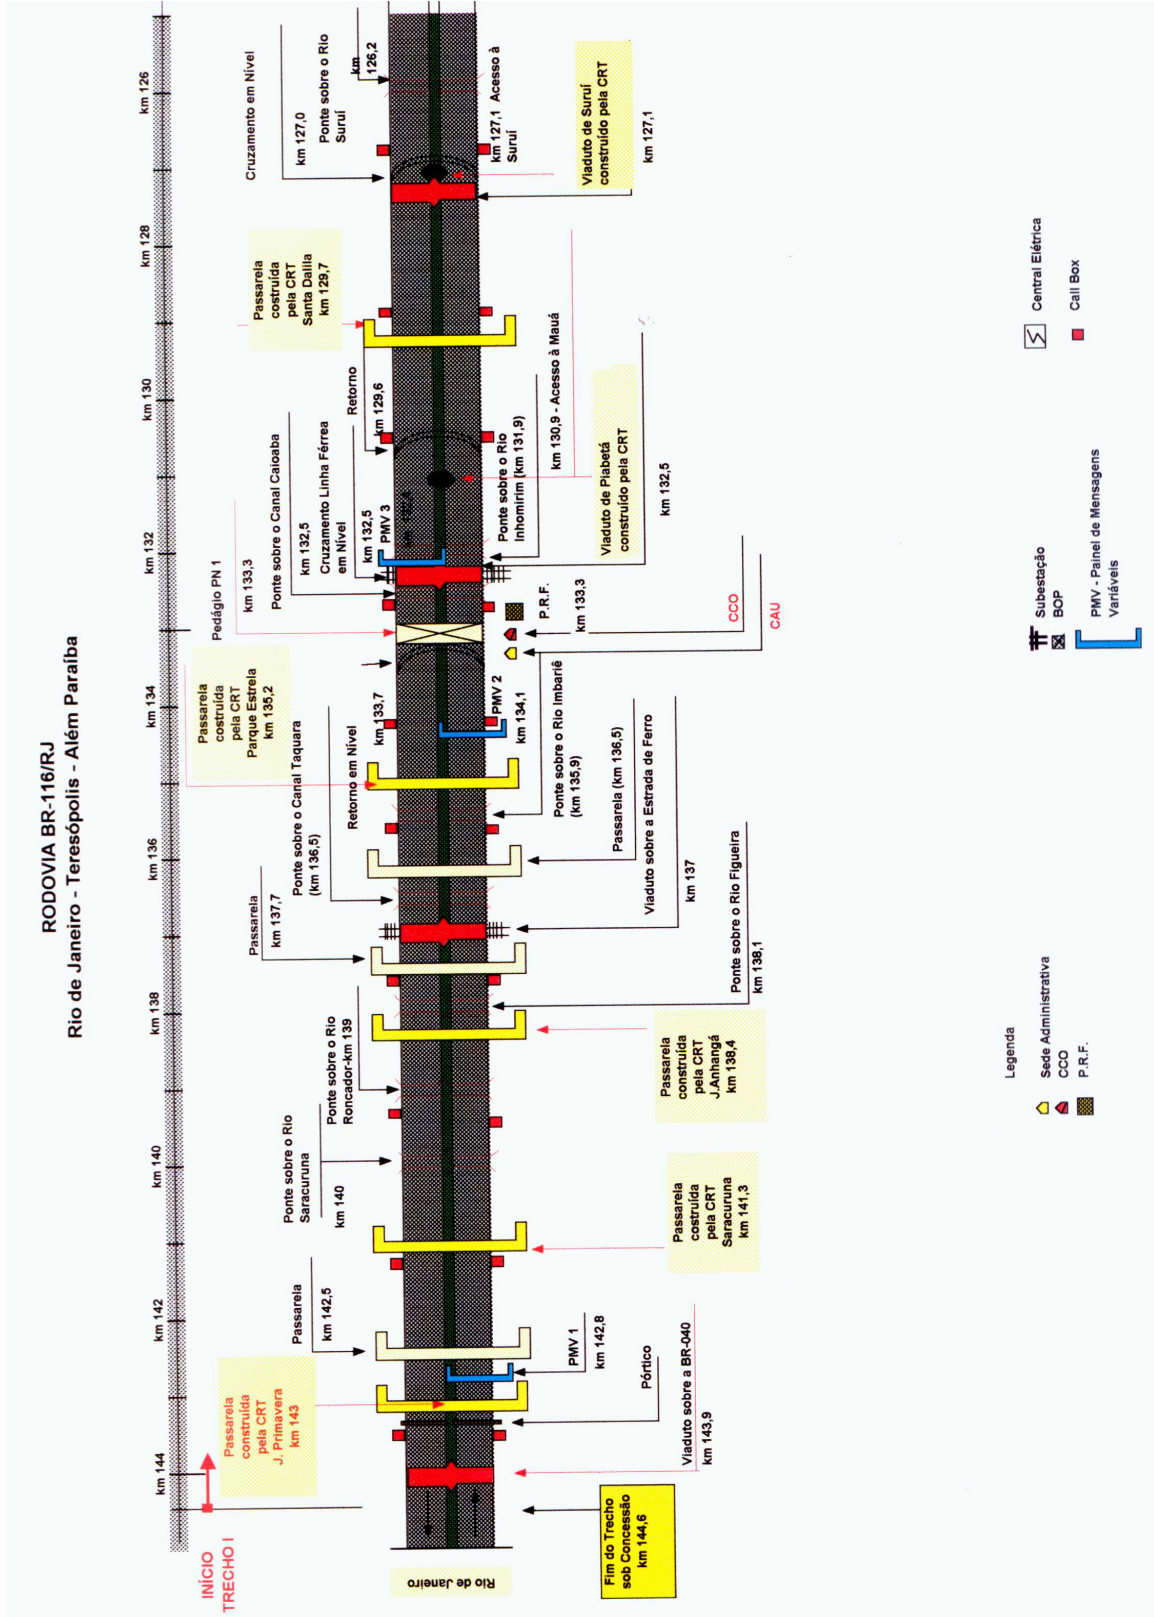 RODOVIA BR-116/RJ
Rio de Janeiro - Teresópolis - Além Paraíba
km 144
km 142
km 140
km 138
km 136
km 134
km 132
km 130
km 128
km 126
INÍCIO
TRECHO I
Passarela
construída
pela CRT
J. Primavera
km 143
Passarela
km 142,5
Ponte sobre o Rio
Saracuruna
km 140
Ponte sobre o Rio
Roncador-km 139
Passarela
km 137,7
Ponte sobre o Canal Taquara
(km 136,5)
Passarela
costruída
pela CRT
Parque Estrela
km 135,2
Retorno em Nível
km 133,7
Pedágio PN 1
km 133,3
Ponte sobre o Canal Caioaba
km 132,5
Cruzamento Linha Férrea
em Nível
km 132,5
PMV 3
Retorno
km 129,6
Passarela
costruída
pela CRT
Santa Dalila
km 129,7
Cruzamento em Nível
km 127,0
Ponte sobre o Rio
Suruí
km
126,2
Rio de Janeiro
Fim do Trecho
sob Concessão
km 144,6
Viaduto sobre a BR-040
km 143,9
Pórtico
PMV 1
km 142,8
Passarela
costruída
pela CRT
Saracuruna
km 141,3
Passarela
construída
pela CRT
J.Anhangá
km 138,4
Ponte sobre o Rio Figueira
km 138,1
Viaduto sobre a Estrada de Ferro
km 137
Passarela (km 136,5)
Ponte sobre o Rio Imbariê
(km 135,9)
PMV 2
km 134,1
CAU
CCO
P.R.F.
km 133,3
Viaduto de Piabetá
construído pela CRT
km 132,5
Ponte sobre o Rio
Inhomirim (km 131,9)
km 130,9 - Acesso à Mauá
km 127,1 Acesso à
Suruí
Viaduto de Suruí
construído pela CRT
km 127,1
Legenda
Sede Administrativa
CCO
P.R.F.
Subestação
BOP
PMV - Painel de Mensagens
Variáveis
Central Elétrica
Call Box